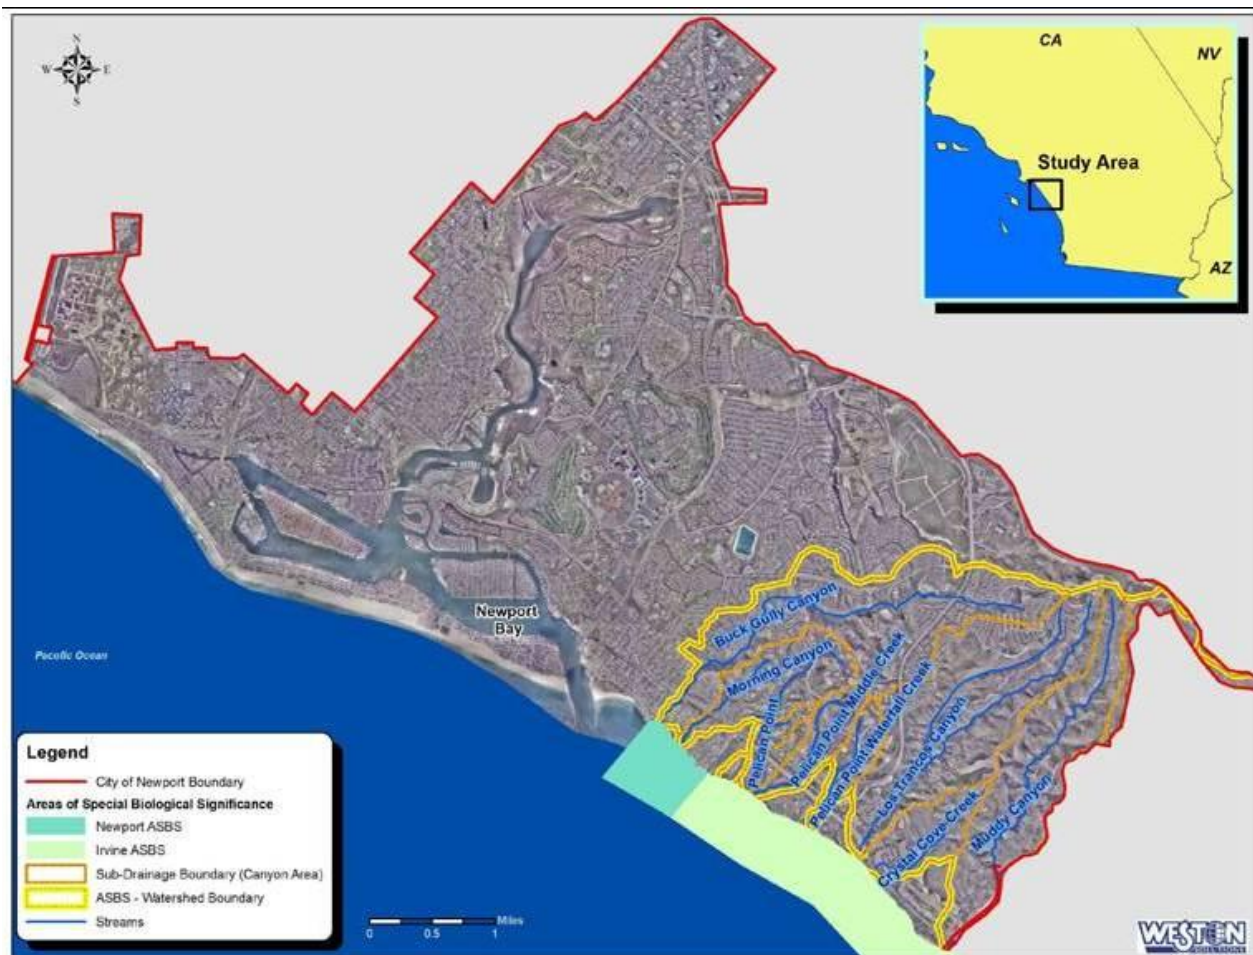 N
W E
S
CA
NV
Study Area
AZ
Newport
Bay
Pacific Ocean
Buck Gully Canyon
Morning Canyon
Pelican Point
Pelican Point Middle Creek
Pelican Point Waterfall Creek
Los Trancos Canyon
Crystal Cove Creek
Muddy Canyon
Legend
City of Newport Boundary
Areas of Special Biological Significance
Newport ASBS
Irvine ASBS
Sub-Drainage Boundary (Canyon Area)
ASBS - Watershed Boundary
Streams
Miles
0 0.5 1
WESTON
SOLUTIONS